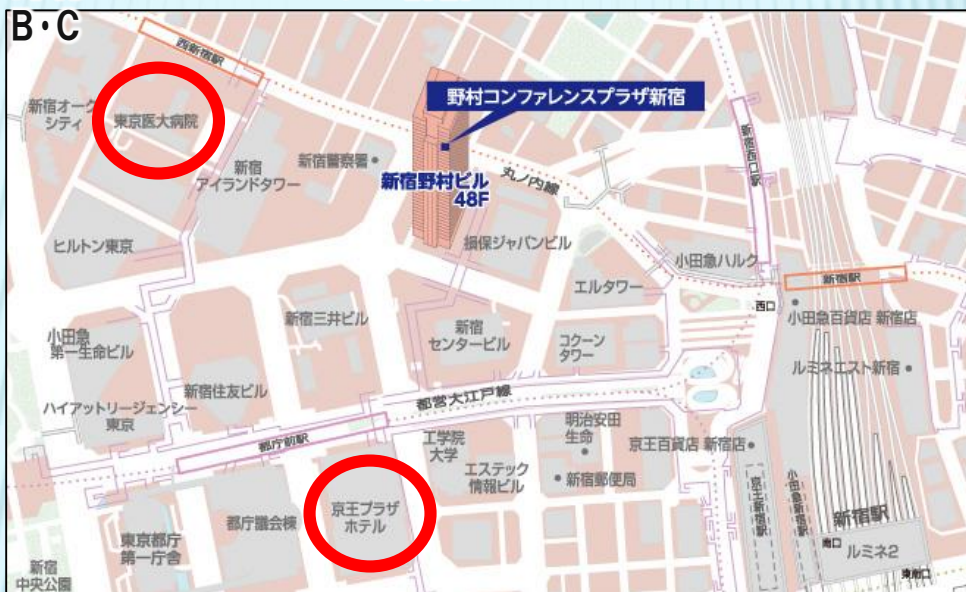 B・C
西新宿駅
野村コンファレンスプラザ新宿
新宿オーク
シティ
東京医大病院
新宿警察署
新宿
アイランドタワー
新宿野村ビル
48F
丸ノ内線
新宿西口駅
ヒルトン東京
損保ジャパンビル
小田急ハルク
エルタワー
新宿駅
西口
小田急百貨店 新宿店
小田急
第一生命ビル
新宿三井ビル
新宿
センタービル
コクーン
タワー
ルミネエスト新宿
新宿住友ビル
ハイアットリージェンシー
東京
都営大江戸線
都庁前駅
工学院
大学
明治安田
生命
京王百貨店 新宿店
エステック
情報ビル
新宿郵便局
京王新宿駅
小田急新宿駅
京王プラザ
ホテル
都庁議会棟
東京都庁
第一庁舎
新宿駅
南口
ルミネ2
新宿
中央公園
東南口